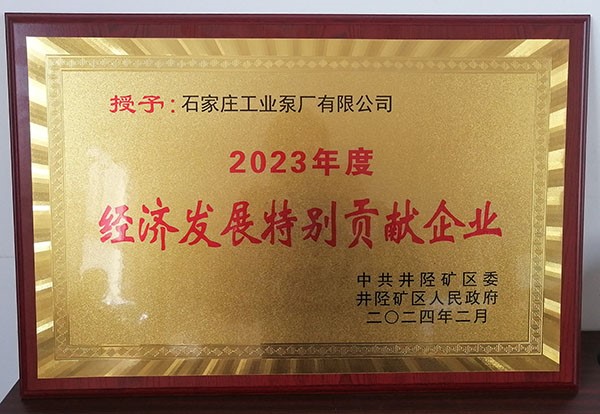 授予：石家庄工业泵厂有限公司
2023年度
经济发展特别贡献企业
中共井陉矿区委
井陉矿区人民政府
二〇二四年二月